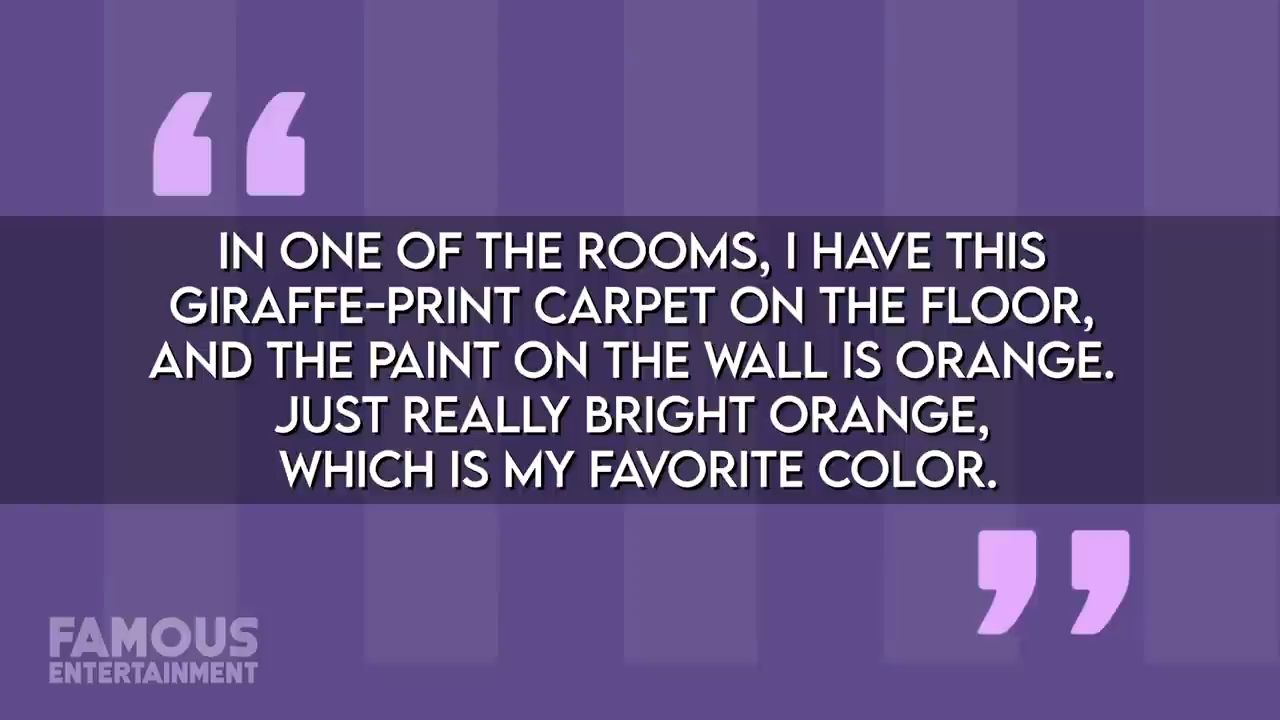 “
IN ONE OF THE ROOMS, I HAVE THIS
GIRAFFE-PRINT CARPET ON THE FLOOR,
AND THE PAINT ON THE WALL IS ORANGE.
JUST REALLY BRIGHT ORANGE,
WHICH IS MY FAVORITE COLOR.
”
FAMOUS
ENTERTAINMENT